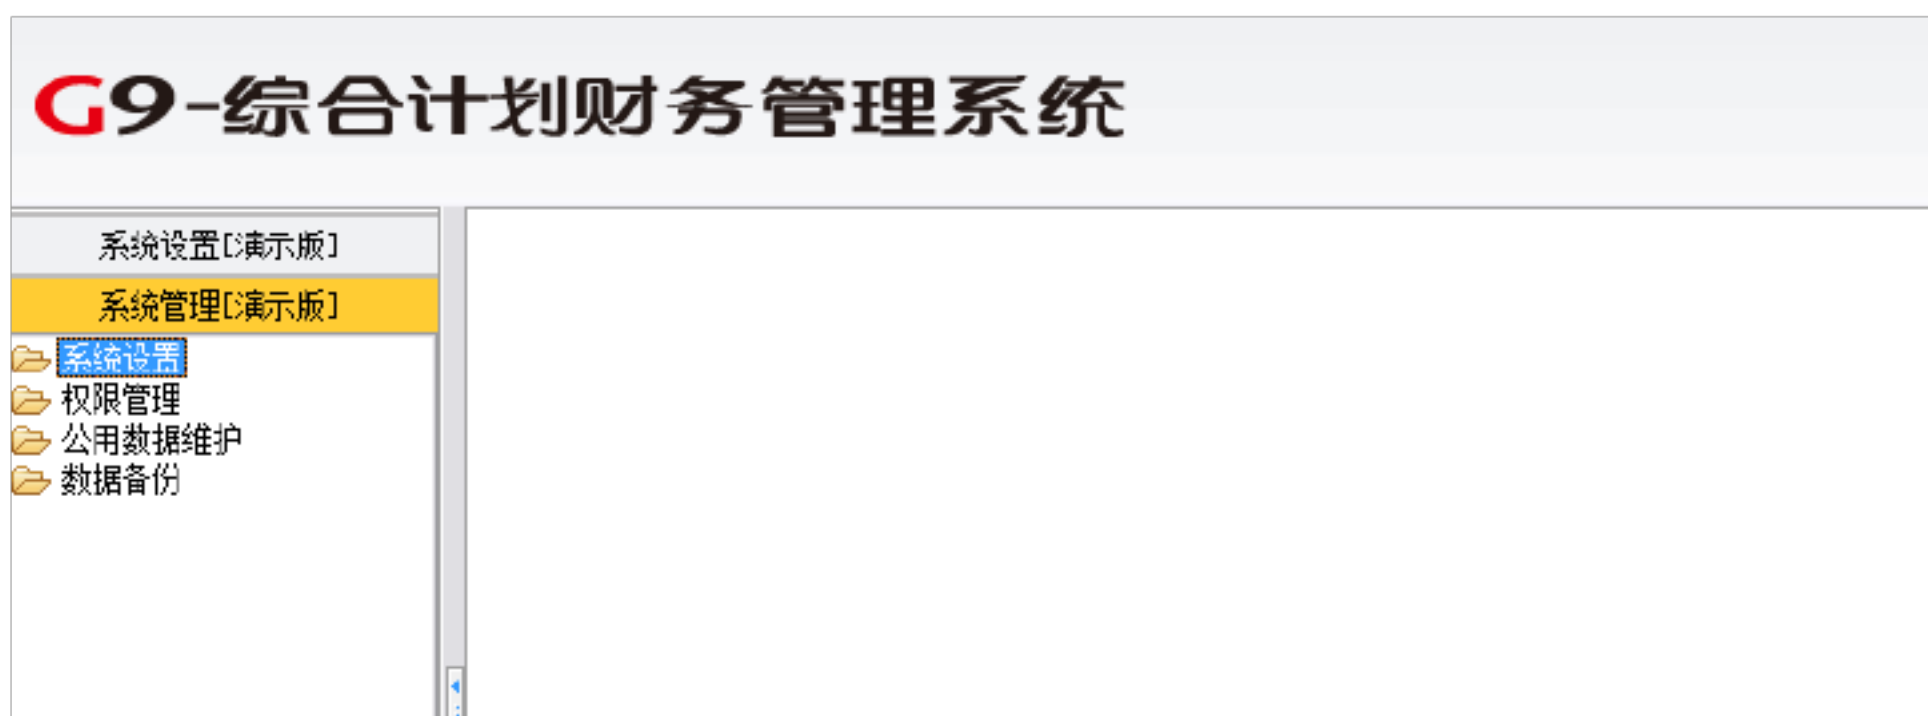 G9-综合计划财务管理系统
系统设置[演示版]
系统管理[演示版]
系统设置
权限管理
公用数据维护
数据备份